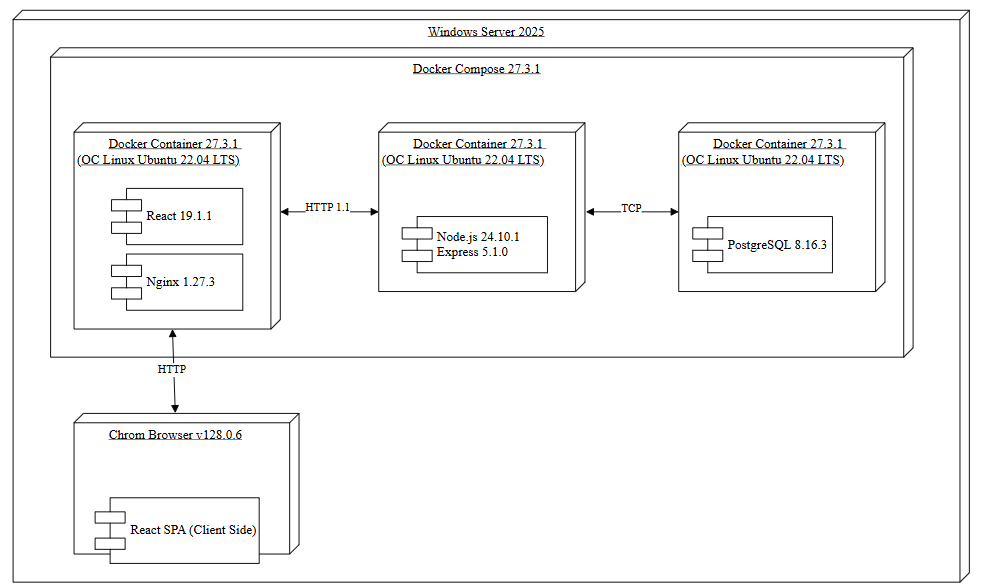 Windows Server 2025
Docker Compose 27.3.1
Docker Container 27.3.1
(OC Linux Ubuntu 22.04 LTS)
React 19.1.1
Nginx 1.27.3
HTTP 1.1
Docker Container 27.3.1
(OC Linux Ubuntu 22.04 LTS)
Node.js 24.10.1
Express 5.1.0
TCP
Docker Container 27.3.1
(OC Linux Ubuntu 22.04 LTS)
PostgreSQL 8.16.3
HTTP
Chrom Browser v128.0.6
React SPA (Client Side)